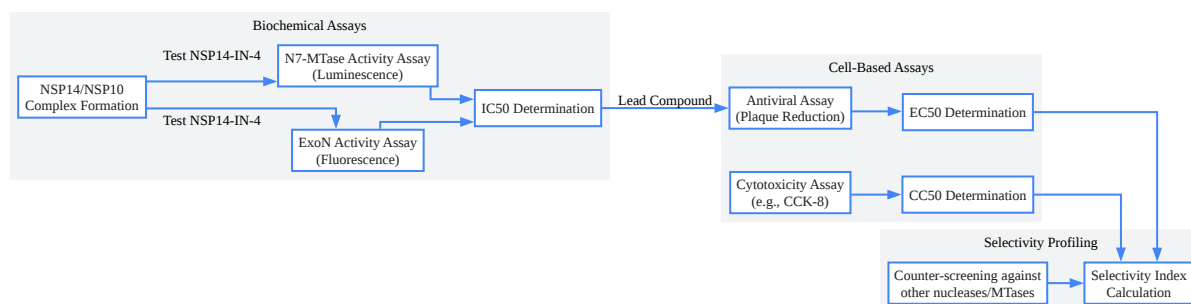 Biochemical Assays
Test NSP14-IN-4
N7-MTase Activity Assay
(Luminescence)
NSP14/NSP10
Complex Formation
Test NSP14-IN-4
ExoN Activity Assay
(Fluorescence)
IC50 Determination
Lead Compound
Cell-Based Assays
Antiviral Assay
(Plaque Reduction)
EC50 Determination
Cytotoxicity Assay
(e.g., CCK-8)
CC50 Determination
Selectivity Profiling
Counter-screening against
other nucleases/MTases
Selectivity Index
Calculation